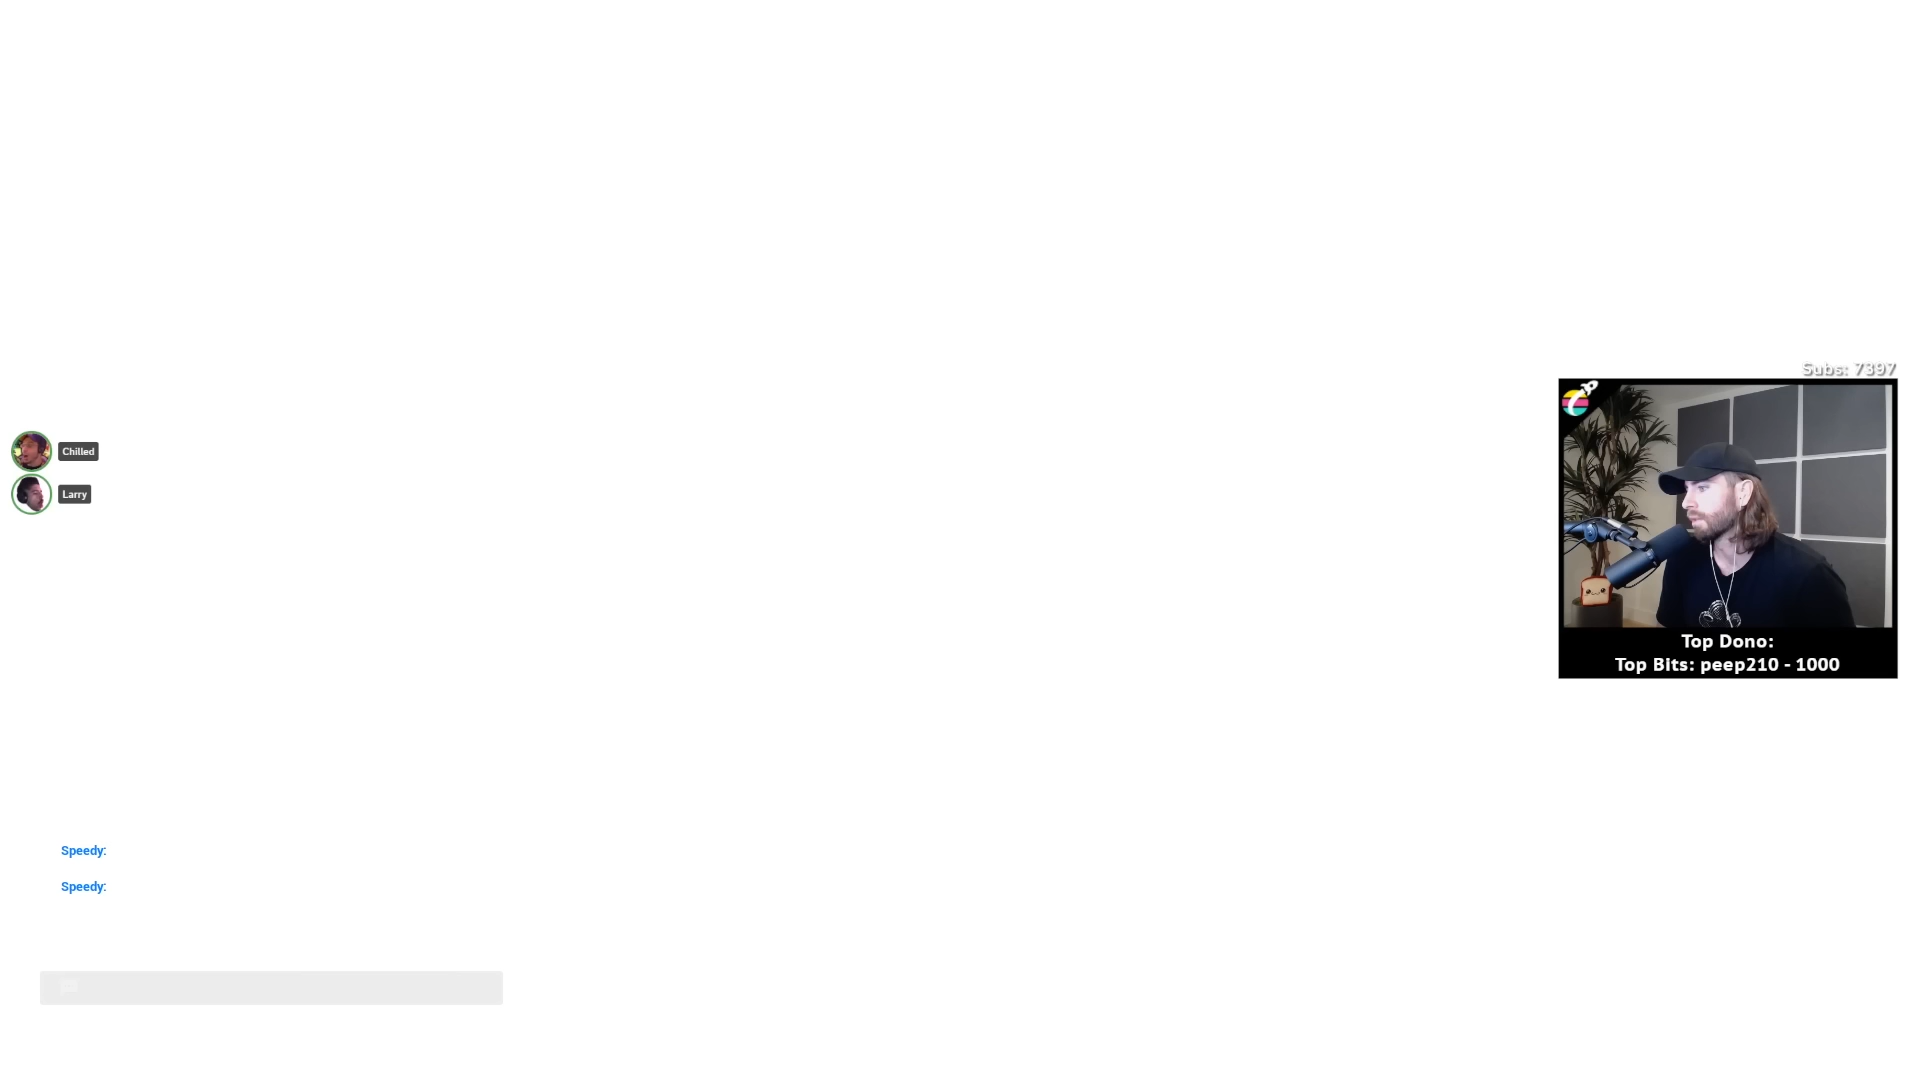 Subs: 7397
Chilled
Larry
Top Dono:
Top Bits: peep210 - 1000
Speedy:
Speedy: